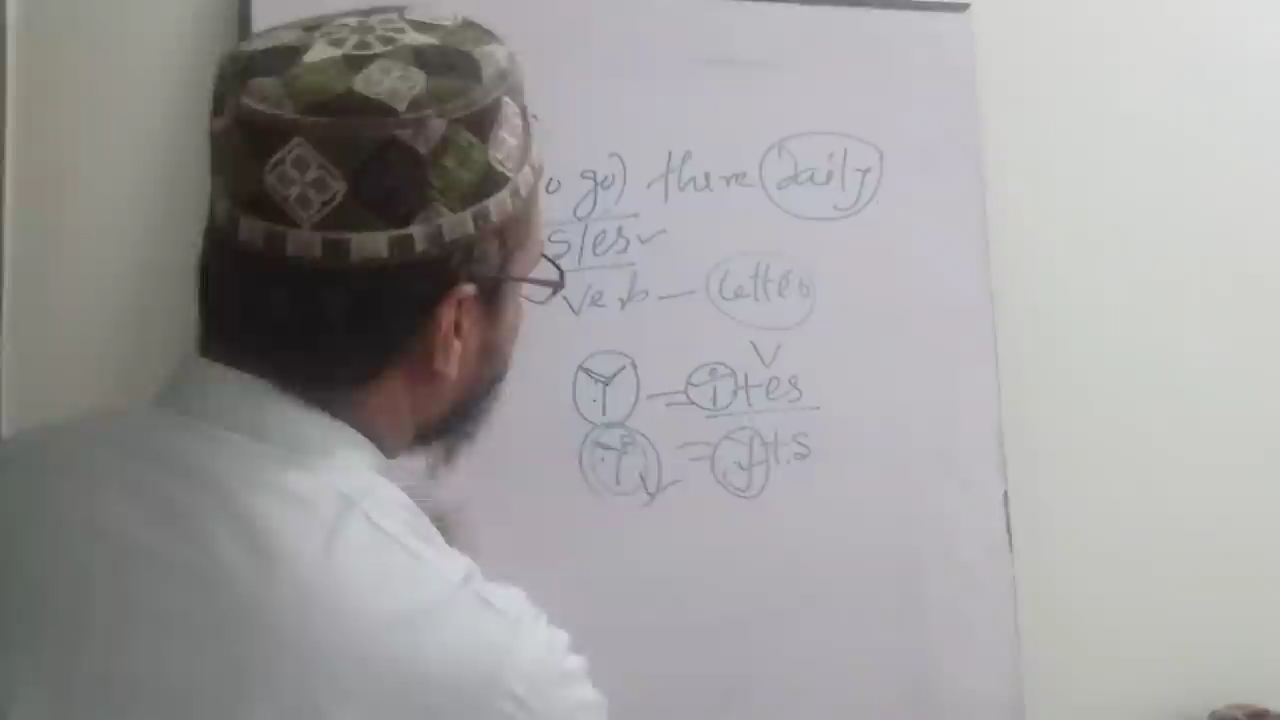 o go) there daily
s/es
verb — letter
Y = i+es
Y = y+s